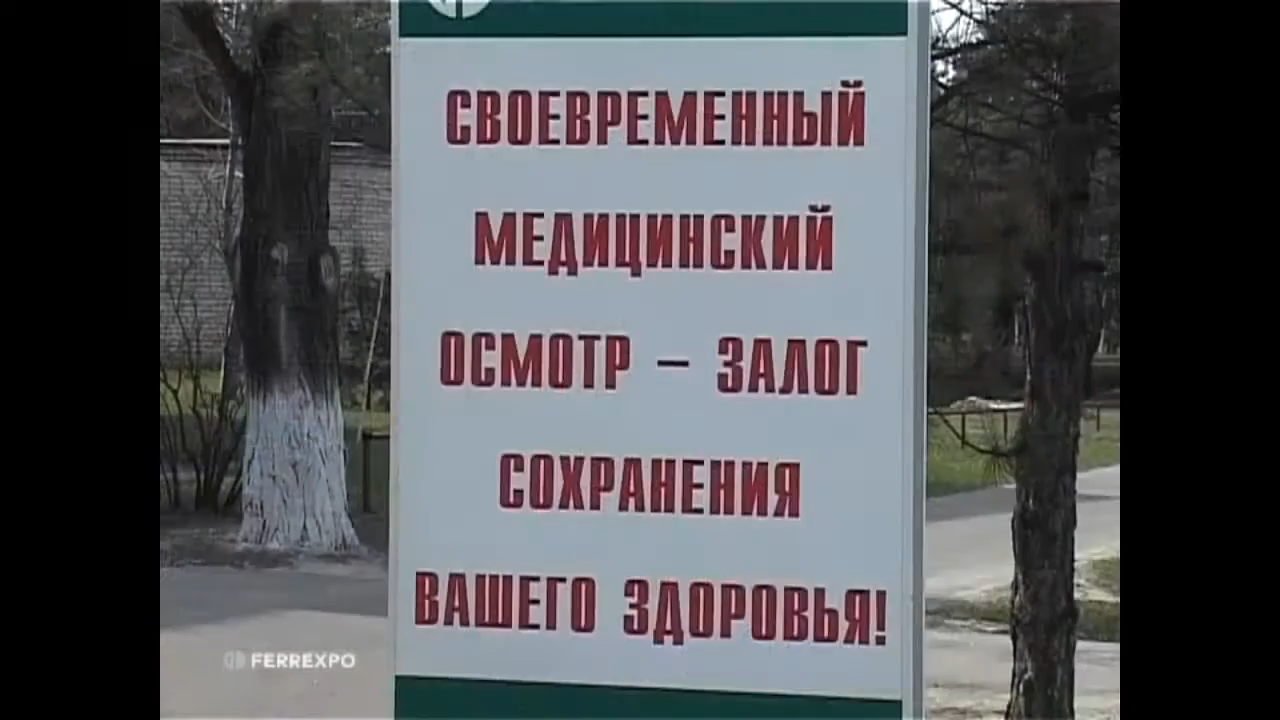 СВОЕВРЕМЕННЫЙ
МЕДИЦИНСКИЙ
ОСМОТР – ЗАЛОГ
СОХРАНЕНИЯ
ВАШЕГО ЗДОРОВЬЯ!
FERREXPO